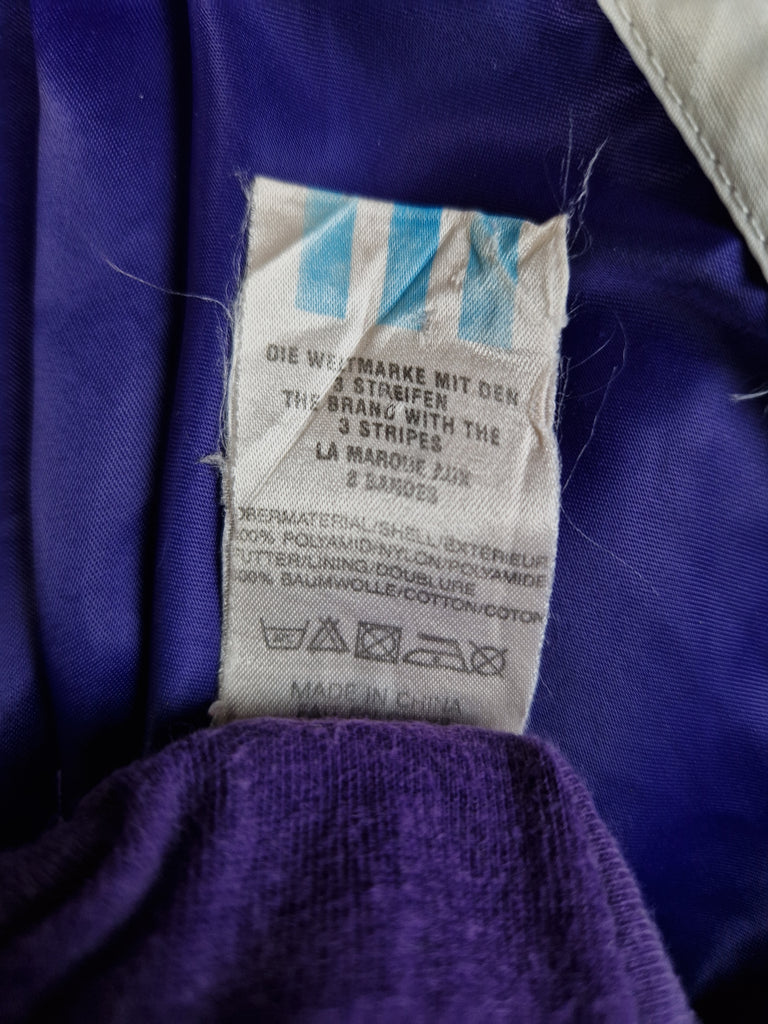 DIE WELTMARKE MIT DEN
3 STREIFEN
THE BRAND WITH THE
3 STRIPES
LA MARQUE AUX
3 BANDES
BERMATERIAL/SHELL/EXTERIEUR
100% POLYAMID/NYLON/POLYAMIDE
FUTTER/LINING/DOUBLURE
100% BAUMWOLLE/COTTON/COTON
MADE IN CHINA